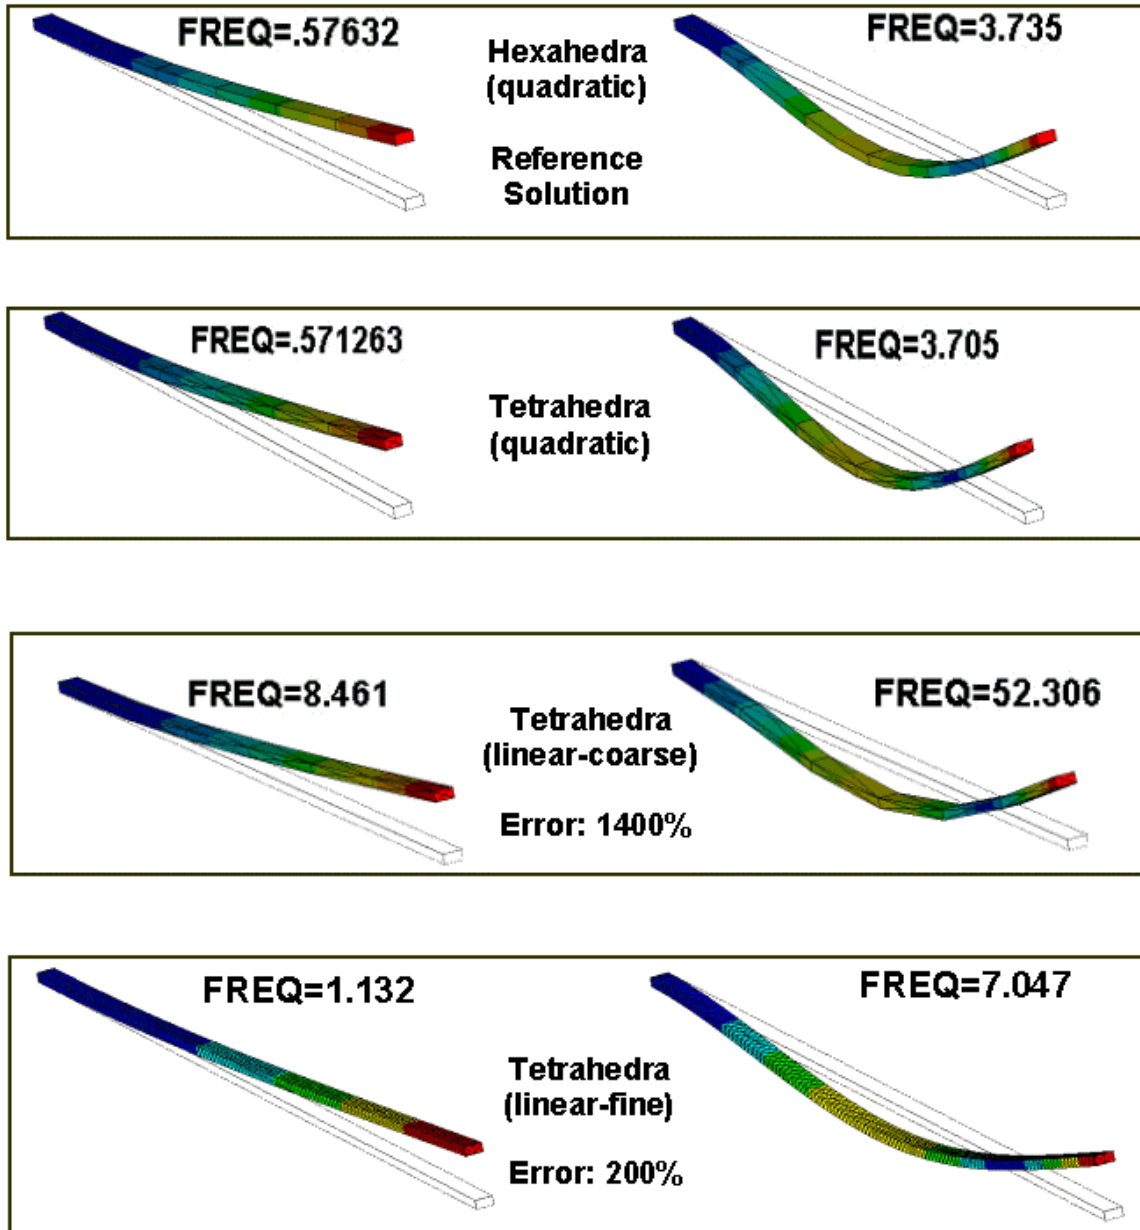 FREQ=.57632
Hexahedra
(quadratic)
Reference
Solution
FREQ=3.735
FREQ=.571263
Tetrahedra
(quadratic)
FREQ=3.705
FREQ=8.461
Tetrahedra
(linear-coarse)
Error: 1400%
FREQ=52.306
FREQ=1.132
Tetrahedra
(linear-fine)
Error: 200%
FREQ=7.047